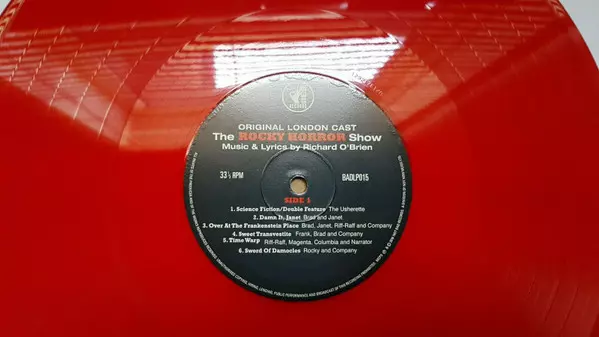 ORIGINAL LONDON CAST
The ROCKY HORROR Show
Music & Lyrics by Richard O'Brien
33 ⅓ RPM
BADLP015
SIDE 1
1. Science Fiction/Double Feature The Usherette
2. Damn It, Janet Brad and Janet
3. Over At The Frankenstein Place Brad, Janet, Riff-Raff and Company
4. Sweet Transvestite Frank, Brad and Company
5. Time Warp Riff-Raff, Magenta, Columbia and Narrator
6. Sword Of Damocles Rocky and Company